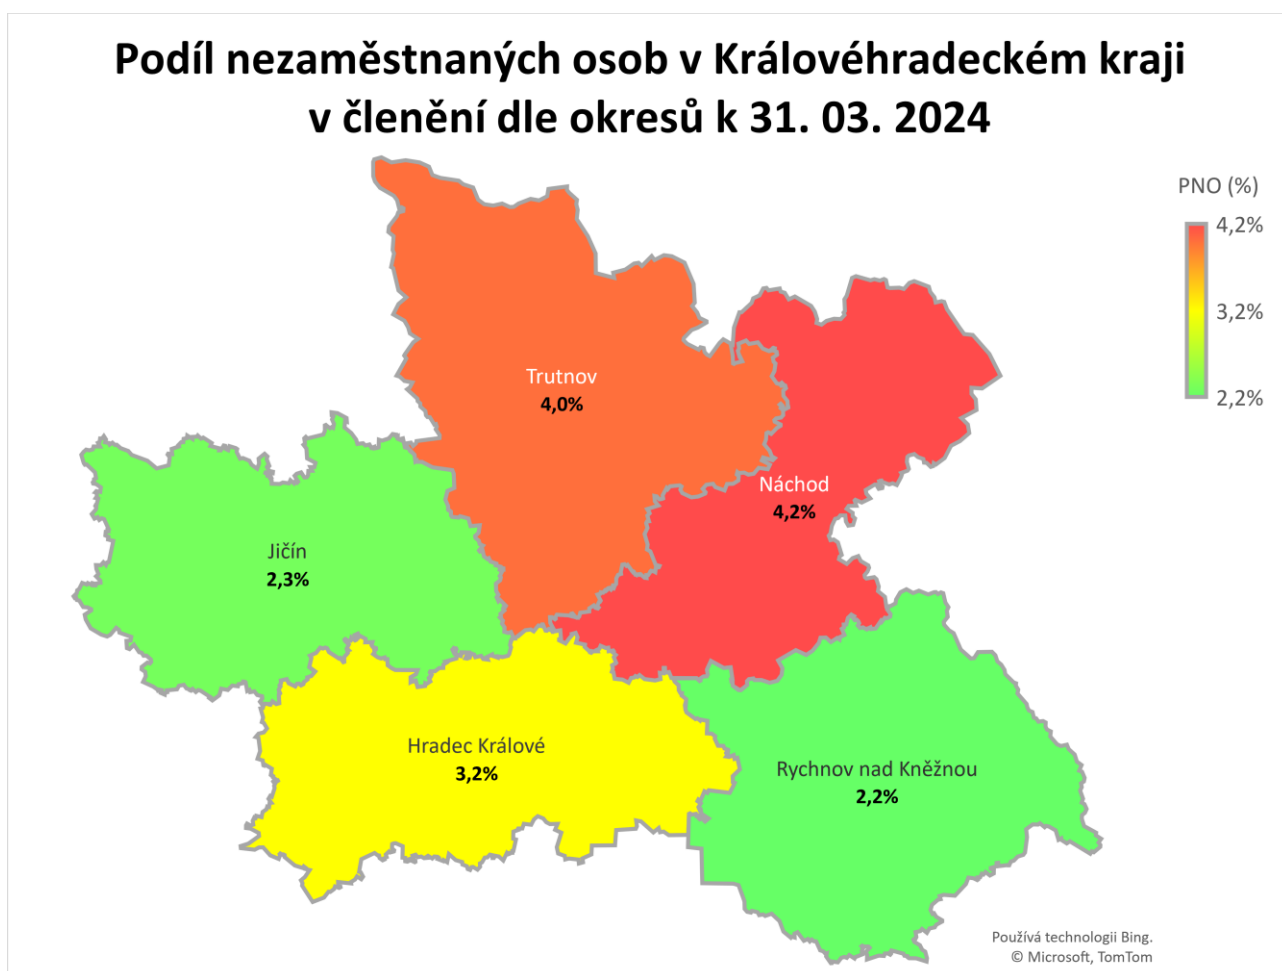 Podíl nezaměstnaných osob v Královéhradeckém kraji
v členění dle okresů k 31. 03. 2024
PNO (%)
4,2%
3,2%
2,2%
Trutnov
4,0%
Náchod
4,2%
Jičín
2,3%
Hradec Králové
3,2%
Rychnov nad Kněžnou
2,2%
Používá technologii Bing.
© Microsoft, TomTom